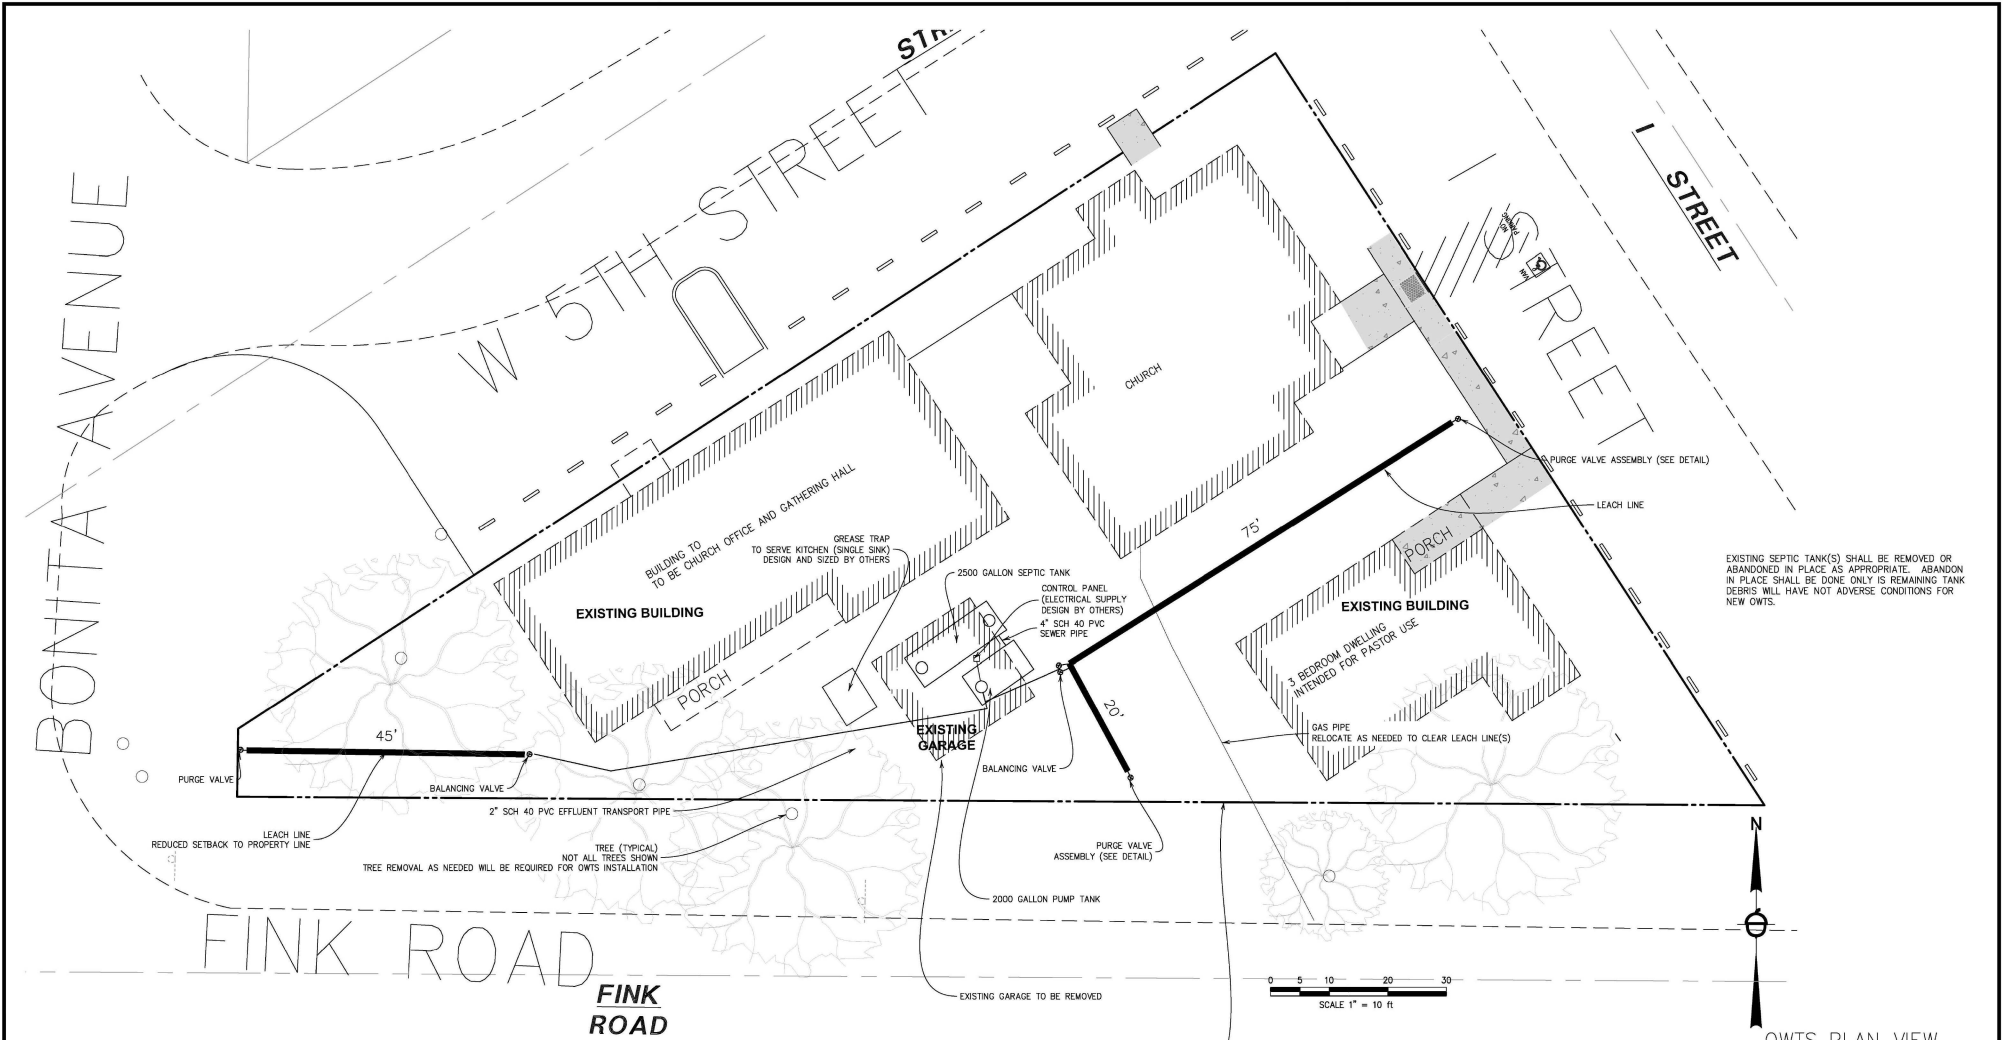 W 5TH STREET
I
STREET
STREET
NO
PARKING
VAN
BONITA AVENUE
CHURCH
PURGE VALVE ASSEMBLY (SEE DETAIL)
LEACH LINE
75'
PORCH
BUILDING TO
TO BE CHURCH OFFICE AND GATHERING HALL
EXISTING BUILDING
GREASE TRAP
TO SERVE KITCHEN (SINGLE SINK)
DESIGN AND SIZED BY OTHERS
2500 GALLON SEPTIC TANK
CONTROL PANEL
(ELECTRICAL SUPPLY
DESIGN BY OTHERS)
4" SCH 40 PVC
SEWER PIPE
EXISTING SEPTIC TANK(S) SHALL BE REMOVED OR
ABANDONED IN PLACE AS APPROPRIATE. ABANDON
IN PLACE SHALL BE DONE ONLY IS REMAINING TANK
DEBRIS WILL HAVE NOT ADVERSE CONDITIONS FOR
NEW OWTS.
EXISTING BUILDING
3 BEDROOM DWELLING
INTENDED FOR PASTOR USE
PORCH
20'
EXISTING
GARAGE
GAS PIPE
RELOCATE AS NEEDED TO CLEAR LEACH LINE(S)
45'
PURGE VALVE
BALANCING VALVE
BALANCING VALVE
2" SCH 40 PVC EFFLUENT TRANSPORT PIPE
LEACH LINE
REDUCED SETBACK TO PROPERTY LINE
TREE (TYPICAL)
NOT ALL TREES SHOWN
TREE REMOVAL AS NEEDED WILL BE REQUIRED FOR OWTS INSTALLATION
PURGE VALVE
ASSEMBLY (SEE DETAIL)
2000 GALLON PUMP TANK
EXISTING GARAGE TO BE REMOVED
FINK ROAD
FINK
ROAD
0 5 10 20 30
SCALE 1" = 10 ft
N
OWTS PLAN VIEW